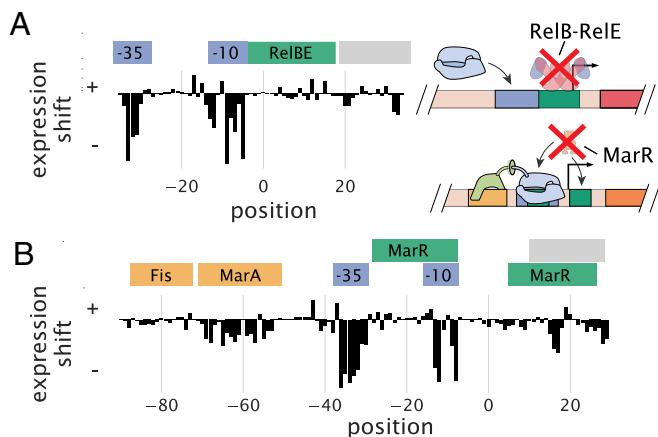 A
-35
-10
RelBE
+
-
expression
shift
−20
0
20
position
RelB-RelE
MarR
B
MarR
Fis
MarA
-35
-10
MarR
+
-
expression
shift
−80
−60
−40
−20
0
20
position